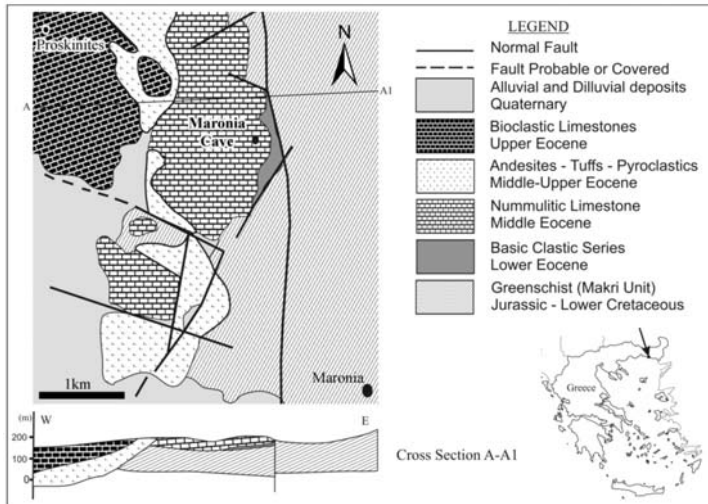 Proskinites
N
A
A1
Maronia
Cave
1km
Maronia
LEGEND
Normal Fault
Fault Probable or Covered
Alluvial and Dilluvial deposits
Quaternary
Bioclastic Limestones
Upper Eocene
Andesites - Tuffs - Pyroclastics
Middle-Upper Eocene
Nummulitic Limestone
Middle Eocene
Basic Clastic Series
Lower Eocene
Greenschist (Makri Unit)
Jurassic - Lower Cretaceous
Greece
(m)
W
E
200
100
0
Cross Section A-A1